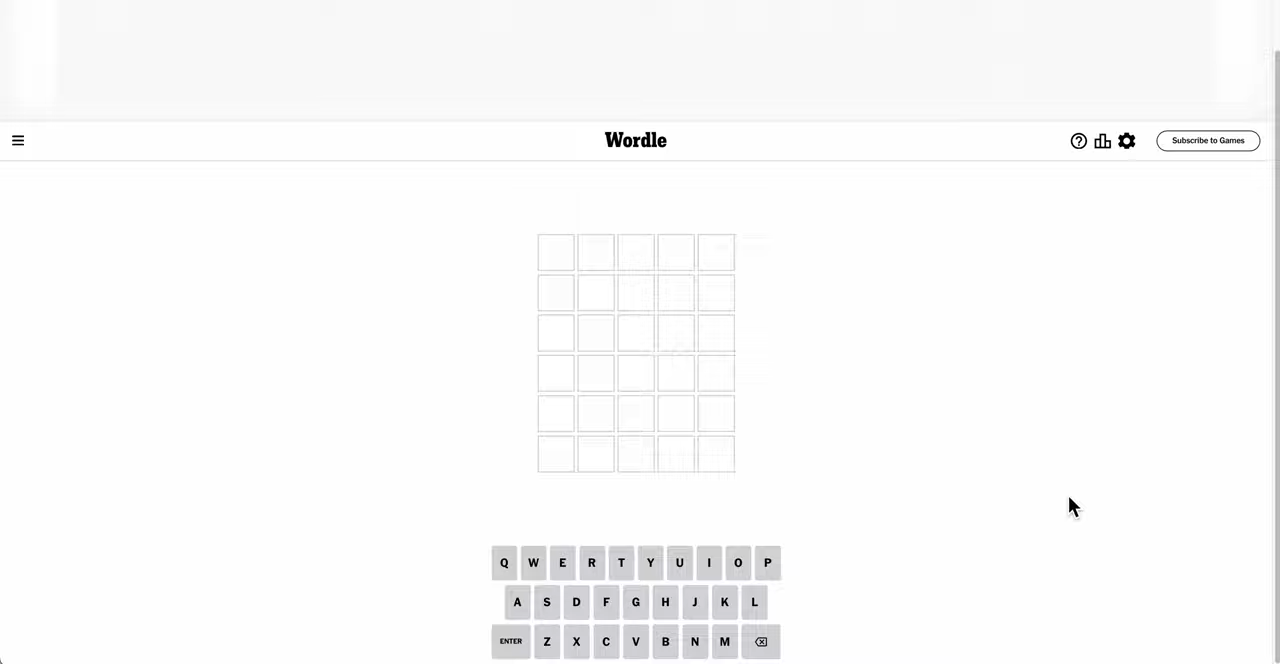 Wordle
Subscribe to Games
Q W E R T Y U I O P
A S D F G H J K L
ENTER Z X C V B N M